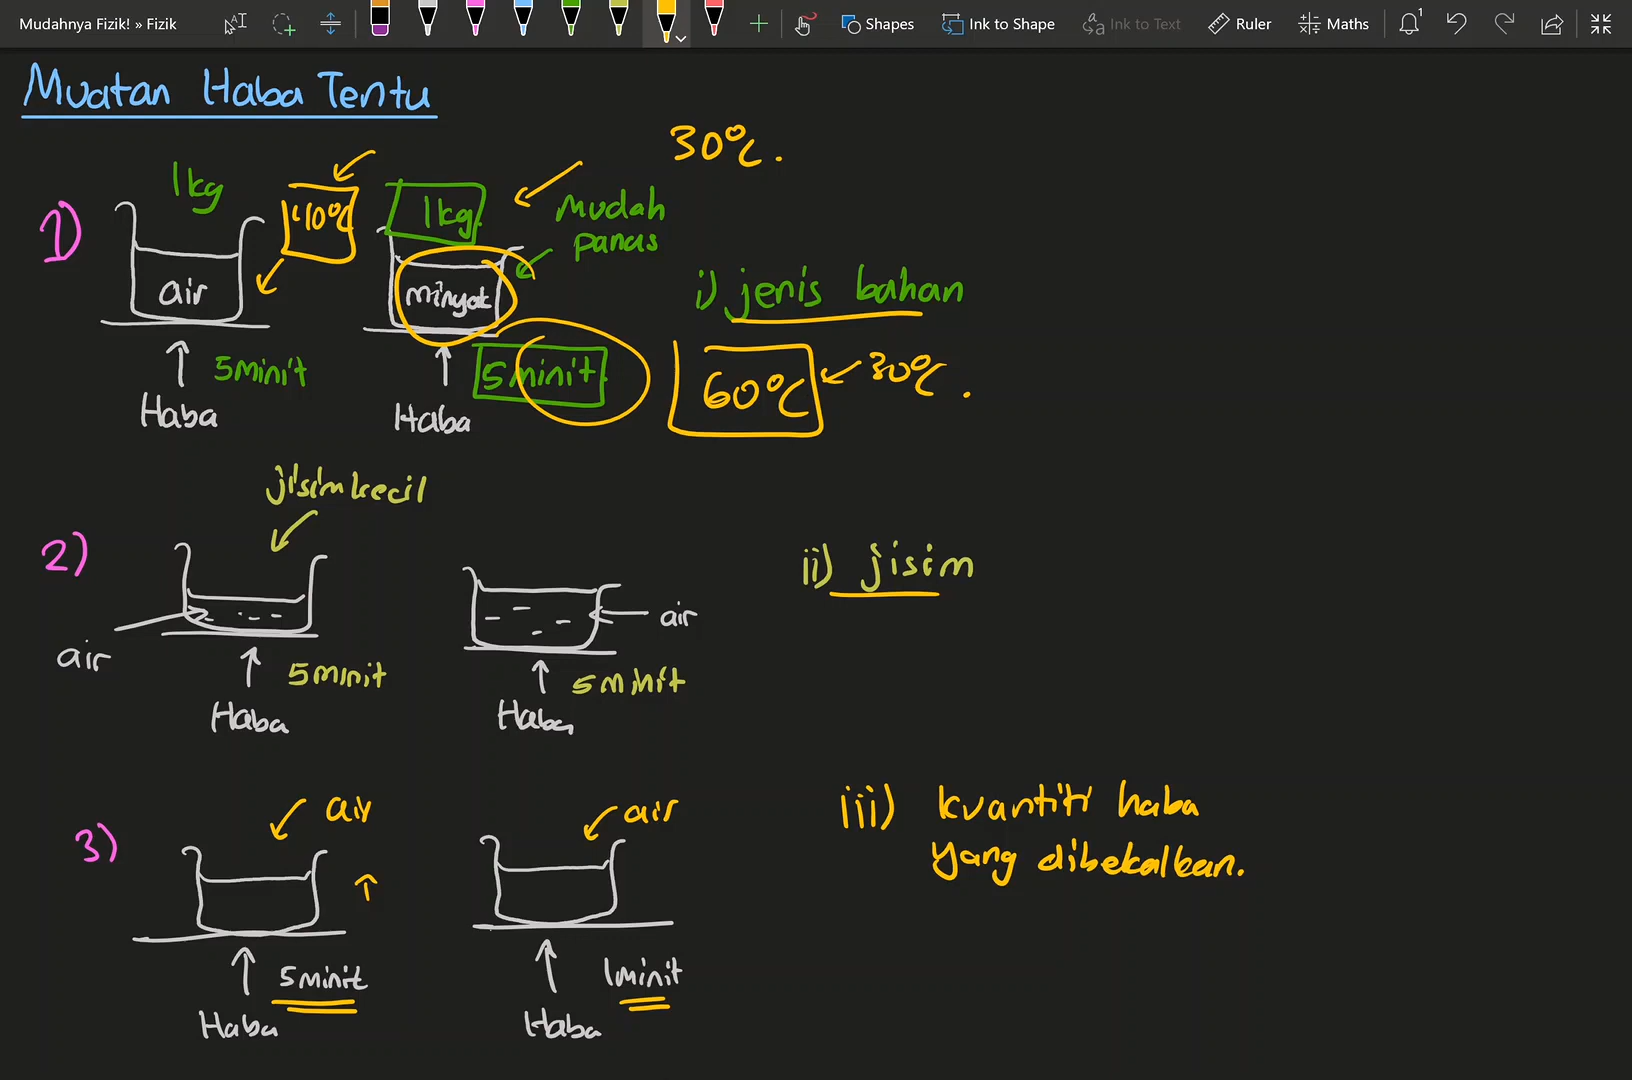 Mudahnya Fizik! » Fizik
Shapes
Ink to Shape
Ink to Text
Ruler
Maths
1
Muatan Haba Tentu
30°C.
1)
1kg
40°C
1kg
mudah
panas
air
minyak
i) jenis bahan
5minit
5minit
60°C
30°C.
Haba
Haba
jisim kecil
2)
ii) jisim
air
air
5minit
5minit
Haba
Haba
3)
air
air
iii) kuantiti haba
yang dibekalkan.
5minit
1minit
Haba
Haba